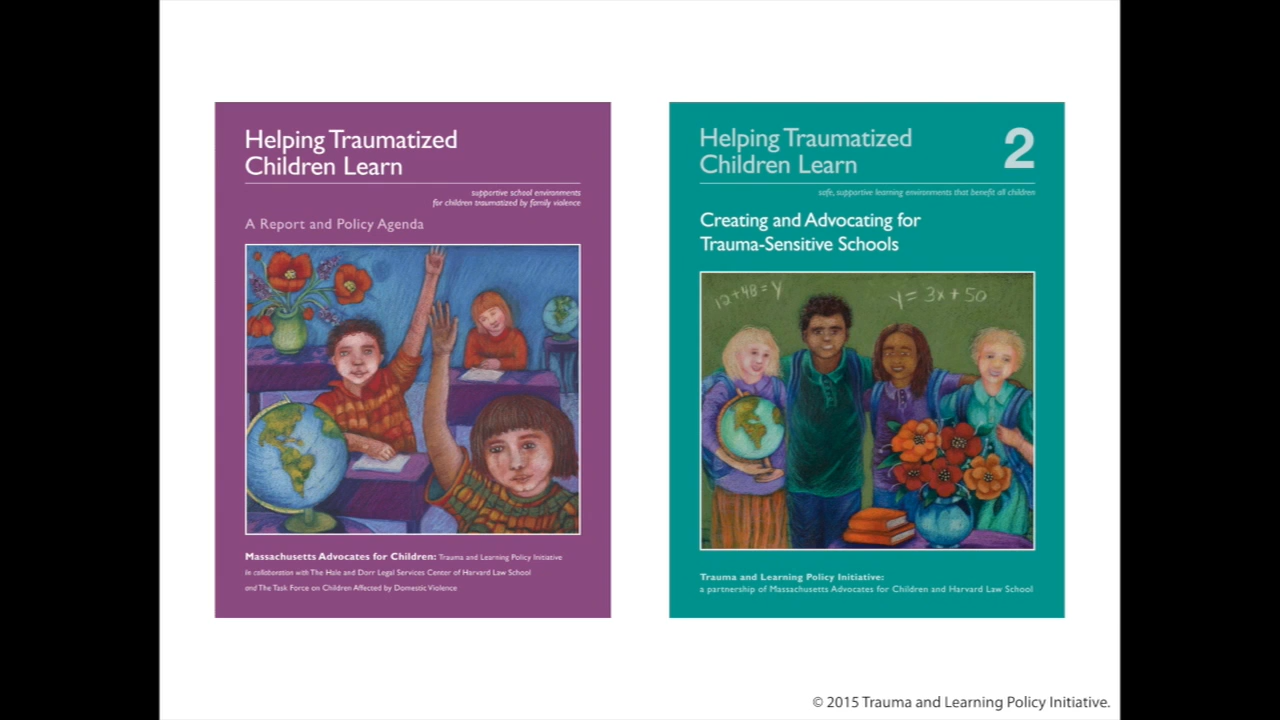 Helping Traumatized
Children Learn
supportive school environments
for children traumatized by family violence
A Report and Policy Agenda
Massachusetts Advocates for Children: Trauma and Learning Policy Initiative
In collaboration with The Hale and Dorr Legal Services Center of Harvard Law School
and The Task Force on Children Affected by Domestic Violence
Helping Traumatized
Children Learn
2
safe, supportive learning environments that benefit all children
Creating and Advocating for
Trauma-Sensitive Schools
12+48=y
y=3x+50
Trauma and Learning Policy Initiative:
a partnership of Massachusetts Advocates for Children and Harvard Law School
© 2015 Trauma and Learning Policy Initiative.